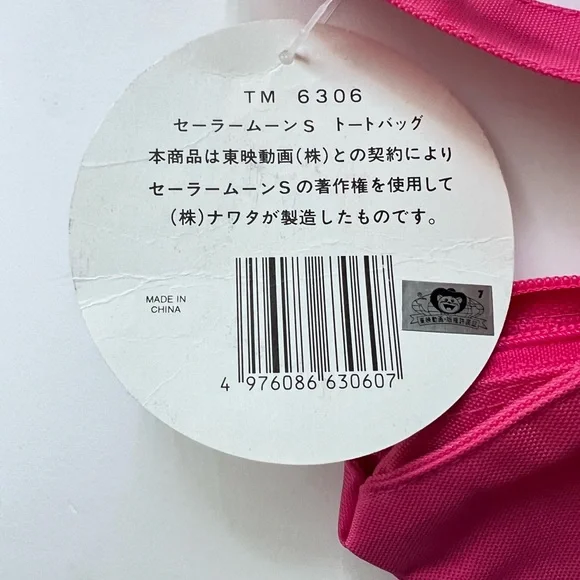 TM 6306
セーラームーンS トートバッグ
本商品は東映動画(株)との契約により
セーラームーンSの著作権を使用して
(株)ナワタが製造したものです。
MADE IN
CHINA
7
4 976086 630607